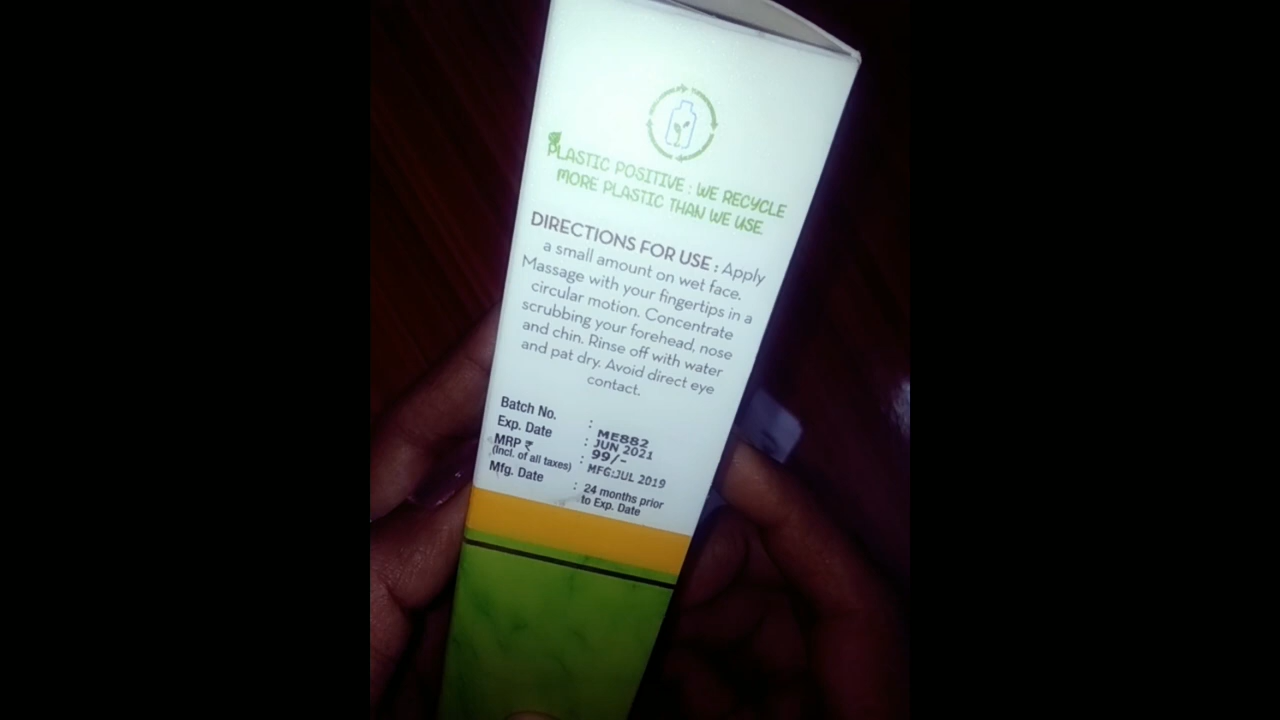 PLASTIC POSITIVE : WE RECYCLE
MORE PLASTIC THAN WE USE.
DIRECTIONS FOR USE : Apply
a small amount on wet face.
Massage with your fingertips in a
circular motion. Concentrate
scrubbing your forehead, nose
and chin. Rinse off with water
and pat dry. Avoid direct eye
contact.
Batch No. : ME882
Exp. Date : JUN 2021
MRP ₹ : 99/-
(Incl. of all taxes) MFG:JUL 2019
Mfg. Date : 24 months prior
to Exp. Date